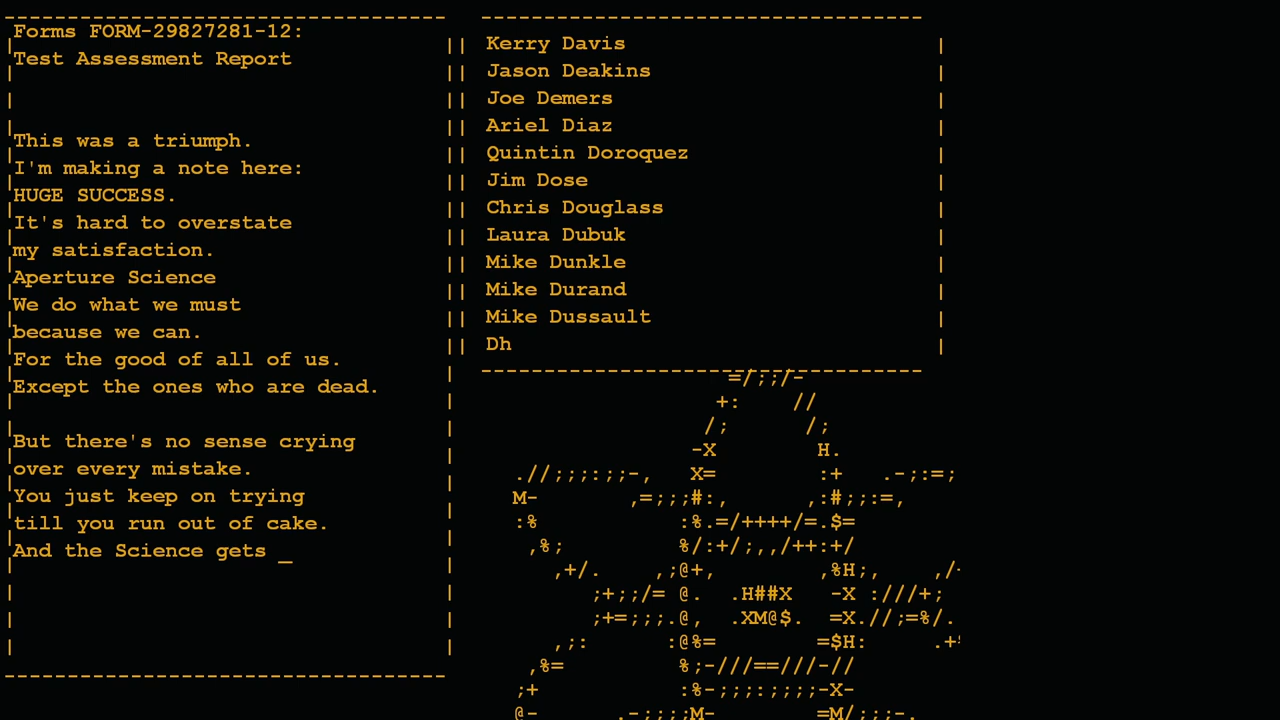 Forms FORM-29827281-12:
Test Assessment Report
This was a triumph.
I'm making a note here:
HUGE SUCCESS.
It's hard to overstate
my satisfaction.
Aperture Science
We do what we must
because we can.
For the good of all of us.
Except the ones who are dead.
But there's no sense crying
over every mistake.
You just keep on trying
till you run out of cake.
And the Science gets _
Kerry Davis
Jason Deakins
Joe Demers
Ariel Diaz
Quintin Doroquez
Jim Dose
Chris Douglass
Laura Dubuk
Mike Dunkle
Mike Durand
Mike Dussault
Dh